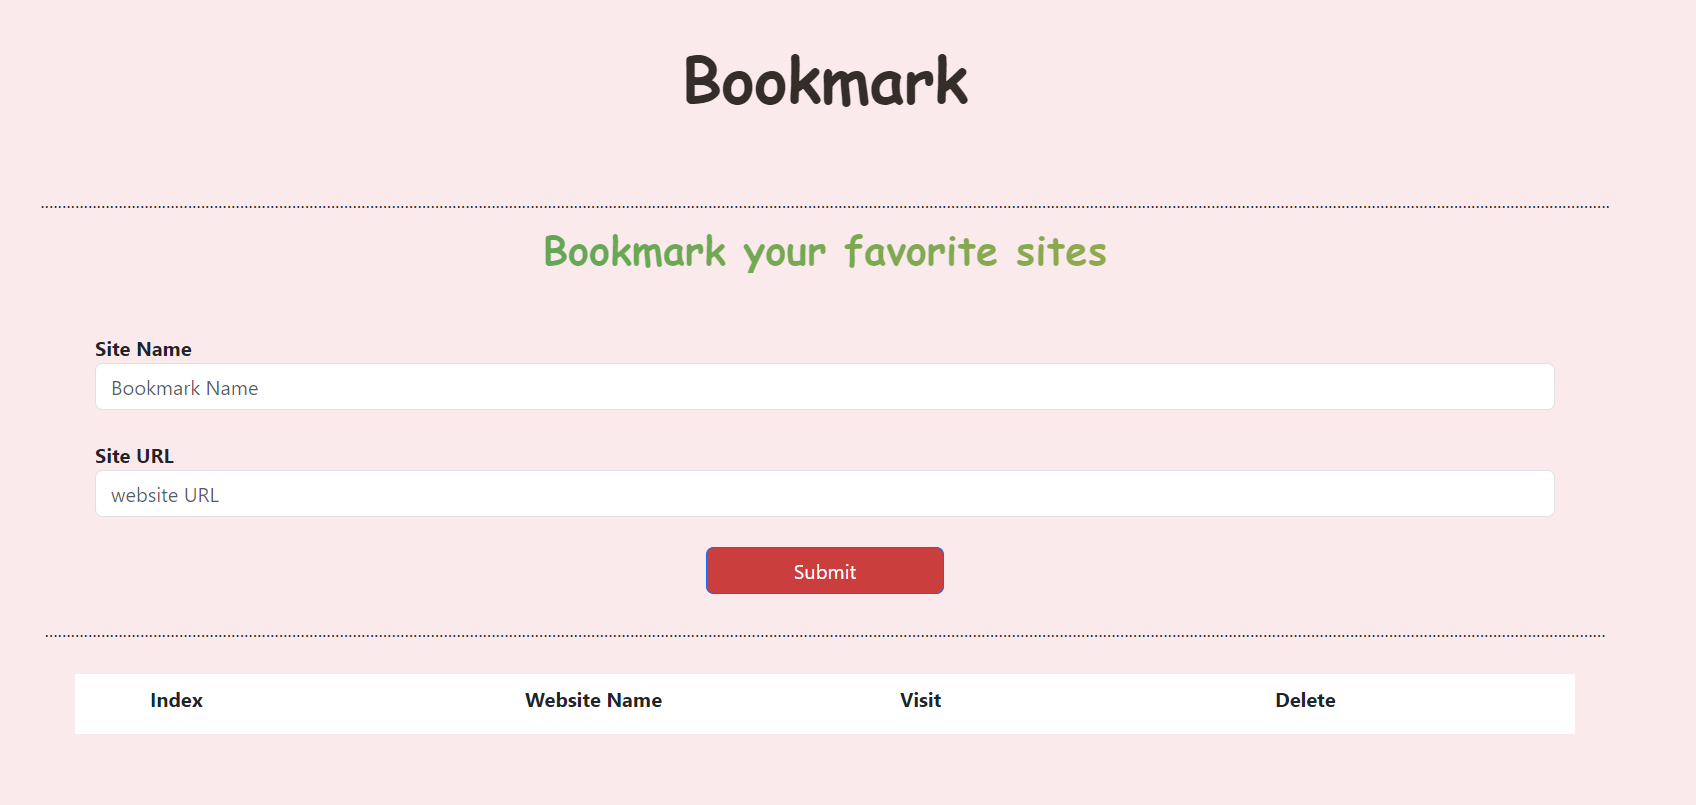 Bookmark
Bookmark your favorite sites
Site Name
Bookmark Name
Site URL
website URL
Submit
Index Website Name Visit Delete